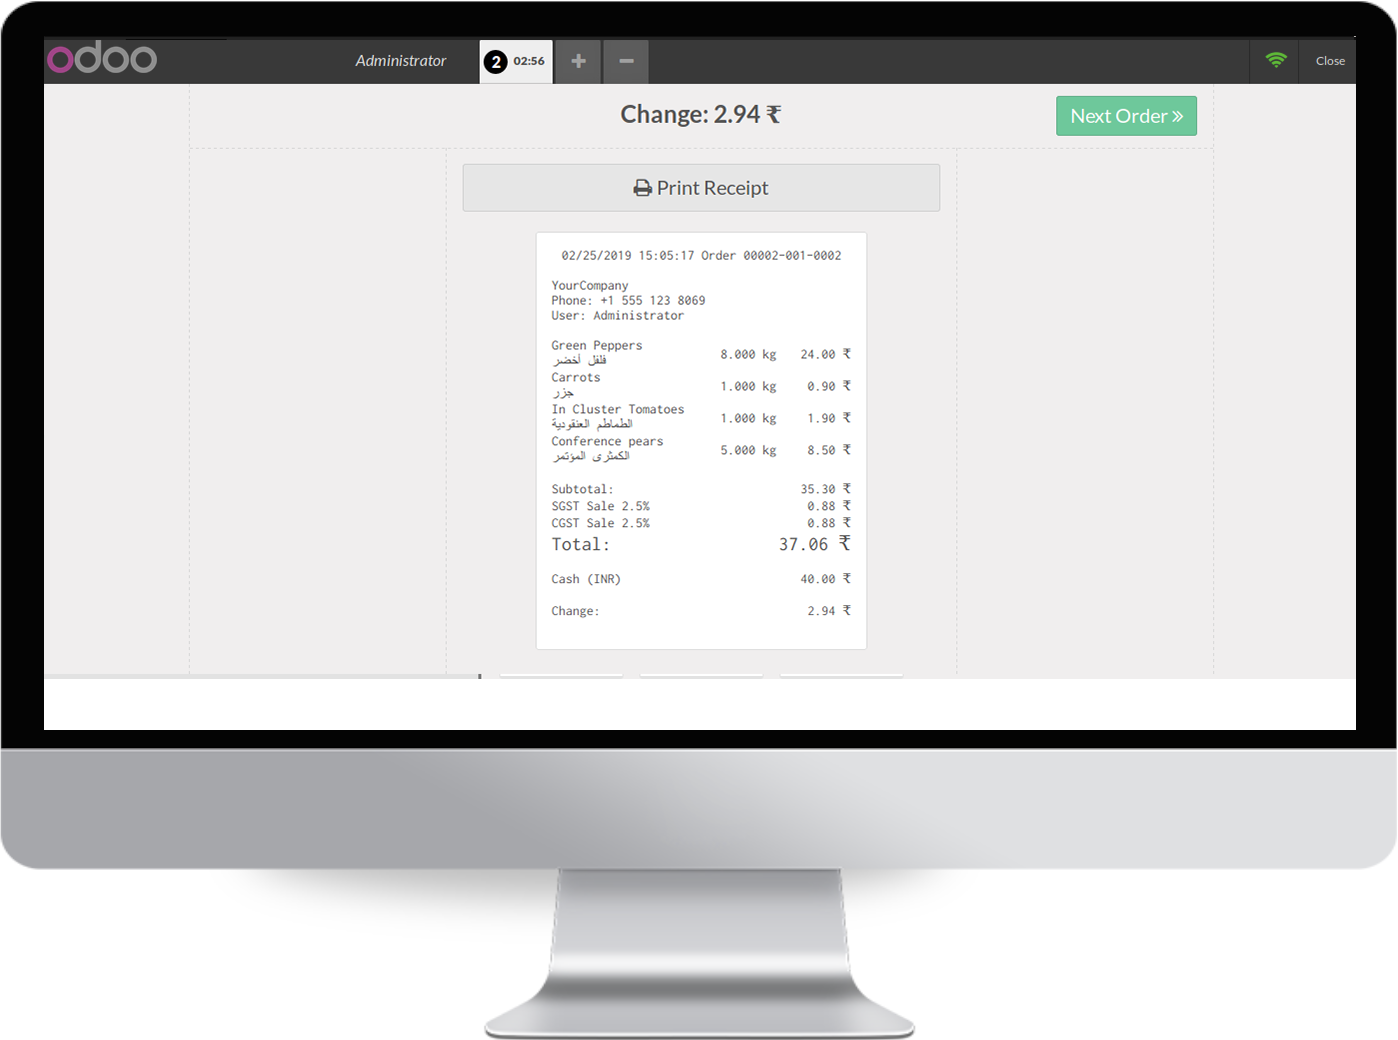 odoo
Administrator
2 02:56
Close
Change: 2.94 ₹
Next Order »
Print Receipt
02/25/2019 15:05:17 Order 00002-001-0002
YourCompany
Phone: +1 555 123 8069
User: Administrator
Green Peppers
فلفل أخضر
8.000 kg 24.00 ₹
Carrots
جزر
1.000 kg 0.90 ₹
In Cluster Tomatoes
الطماطم العنقودية
1.000 kg 1.90 ₹
Conference pears
الكمثرى المؤتمر
5.000 kg 8.50 ₹
Subtotal: 35.30 ₹
SGST Sale 2.5% 0.88 ₹
CGST Sale 2.5% 0.88 ₹
Total: 37.06 ₹
Cash (INR) 40.00 ₹
Change: 2.94 ₹